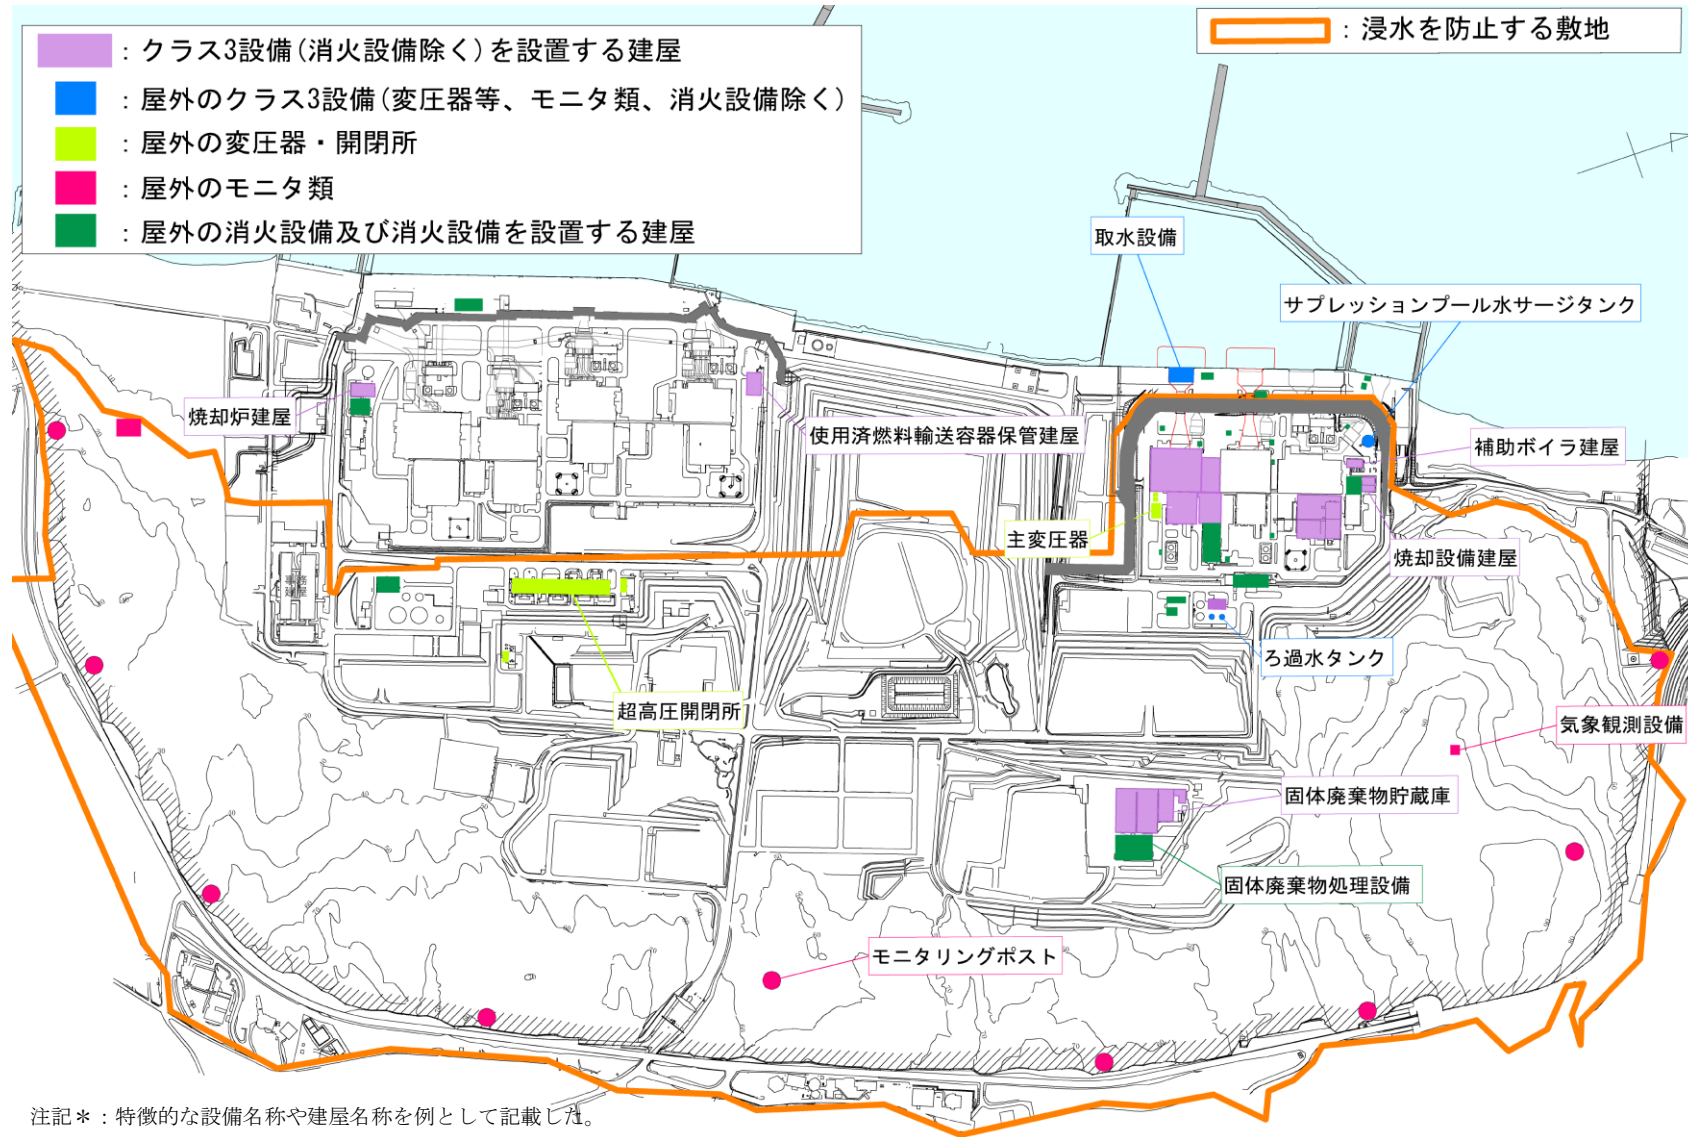 ：クラス3設備(消火設備除く)を設置する建屋
：屋外のクラス3設備(変圧器等、モニタ類、消火設備除く)
：屋外の変圧器・開閉所
：屋外のモニタ類
：屋外の消火設備及び消火設備を設置する建屋
：浸水を防止する敷地
取水設備
サプレッションプール水サージタンク
焼却炉建屋
使用済燃料輸送容器保管建屋
補助ボイラ建屋
主変圧器
焼却設備建屋
ろ過水タンク
超高圧開閉所
気象観測設備
固体廃棄物貯蔵庫
固体廃棄物処理設備
モニタリングポスト
注記＊：特徴的な設備名称や建屋名称を例として記載した。